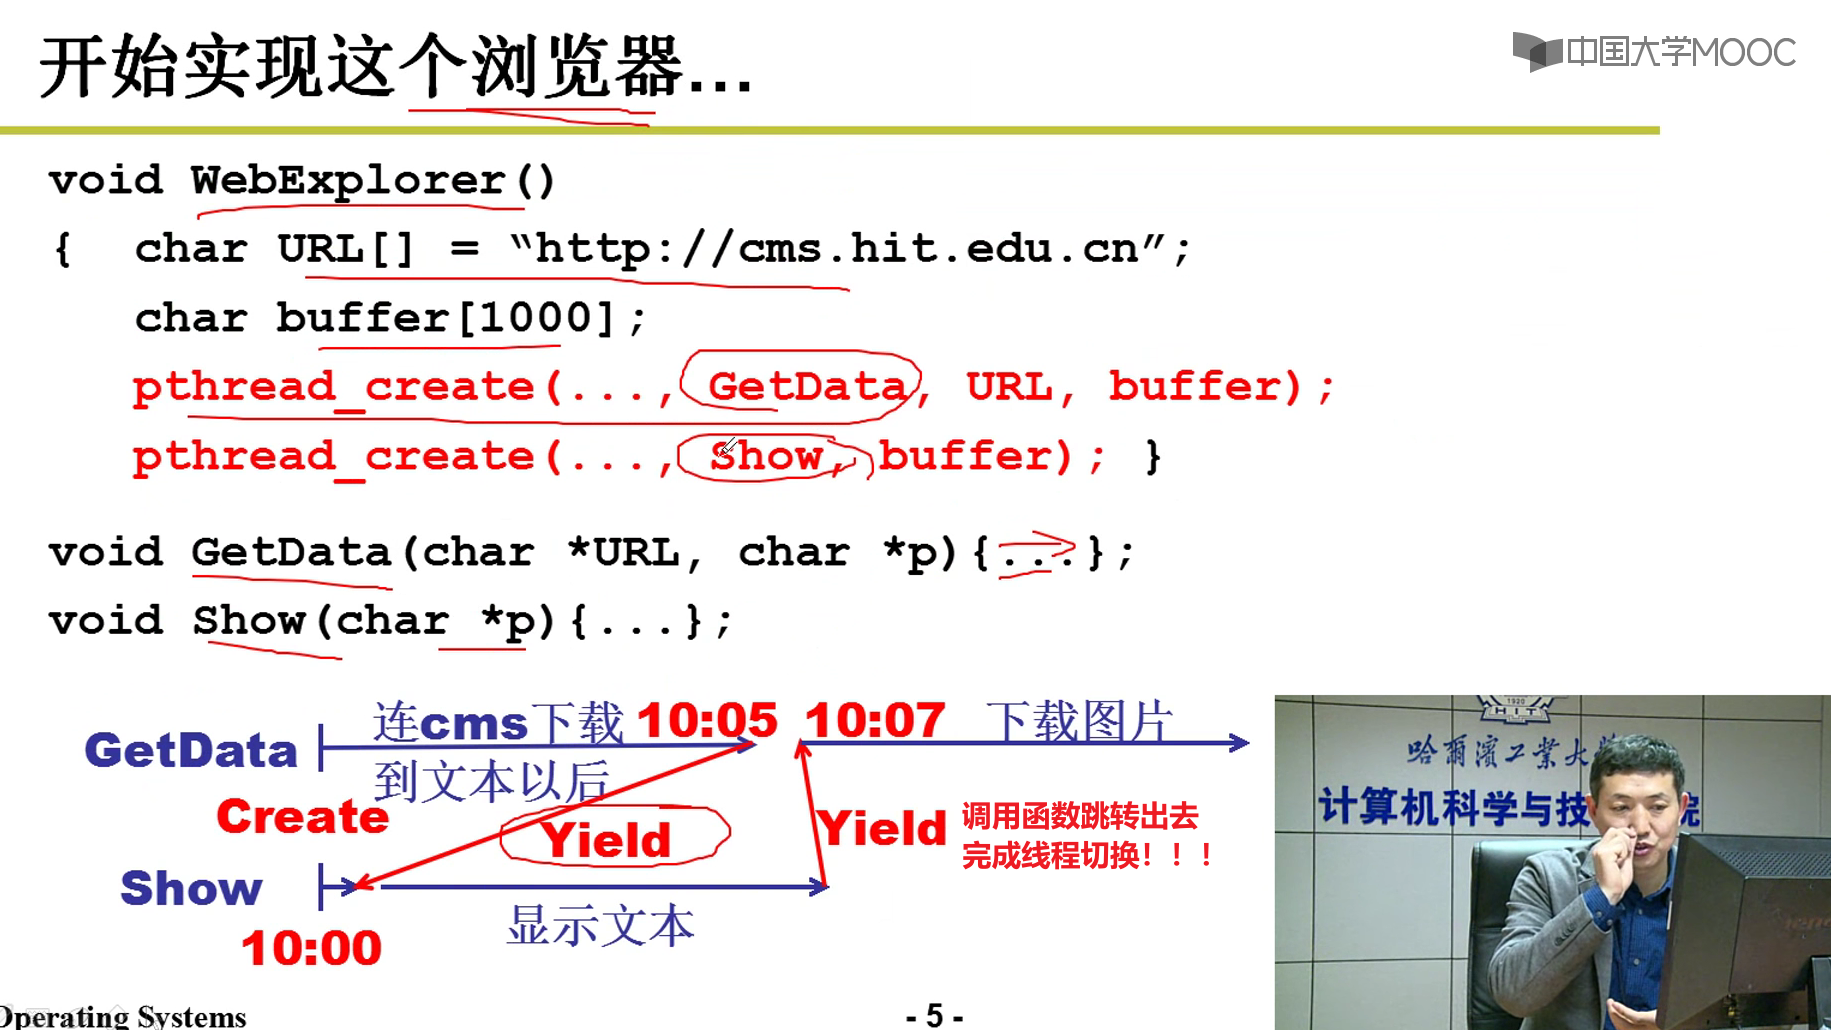 开始实现这个浏览器...
中国大学MOOC
void WebExplorer()
{ char URL[] = “http://cms.hit.edu.cn”;
char buffer[1000];
pthread_create(..., GetData, URL, buffer);
pthread_create(..., Show, buffer); }
void GetData(char *URL, char *p){...};
void Show(char *p){...};
连cms下载 10:05 10:07 下载图片
GetData
到文本以后
Create
Yield
Yield
调用函数跳转出去
完成线程切换！！！
Show
显示文本
10:00
1920
HIT
哈爾濱工業大
计算机科学与技 院
Operating Systems
- 5 -